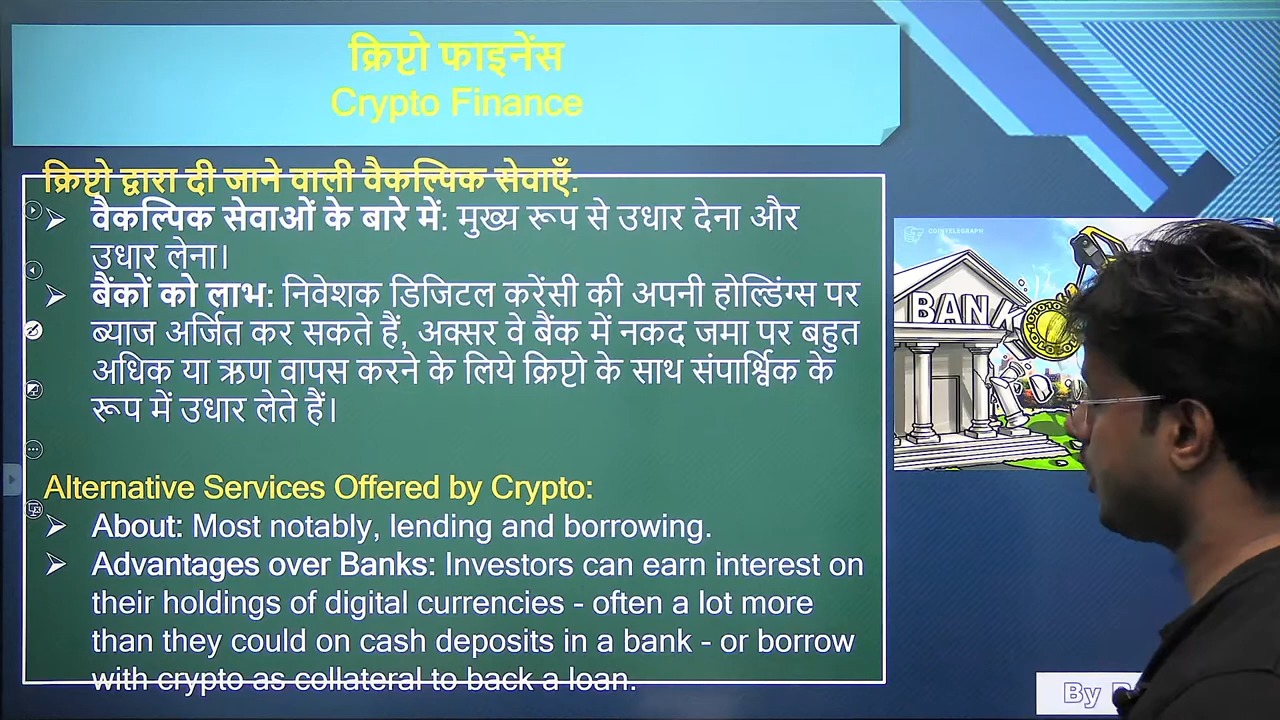 क्रिप्टो फाइनेंस
Crypto Finance
क्रिप्टो द्वारा दी जाने वाली वैकल्पिक सेवाएँ:
➢ वैकल्पिक सेवाओं के बारे में: मुख्य रूप से उधार देना और
उधार लेना।
➢ बैंकों को लाभ: निवेशक डिजिटल करेंसी की अपनी होल्डिंग्स पर
ब्याज अर्जित कर सकते हैं, अक्सर वे बैंक में नकद जमा पर बहुत
अधिक या ऋण वापस करने के लिये क्रिप्टो के साथ संपार्श्विक के
रूप में उधार लेते हैं।
Alternative Services Offered by Crypto:
➢ About: Most notably, lending and borrowing.
➢ Advantages over Banks: Investors can earn interest on
their holdings of digital currencies - often a lot more
than they could on cash deposits in a bank - or borrow
with crypto as collateral to back a loan.
COINTELEGRAPH
BANK
By